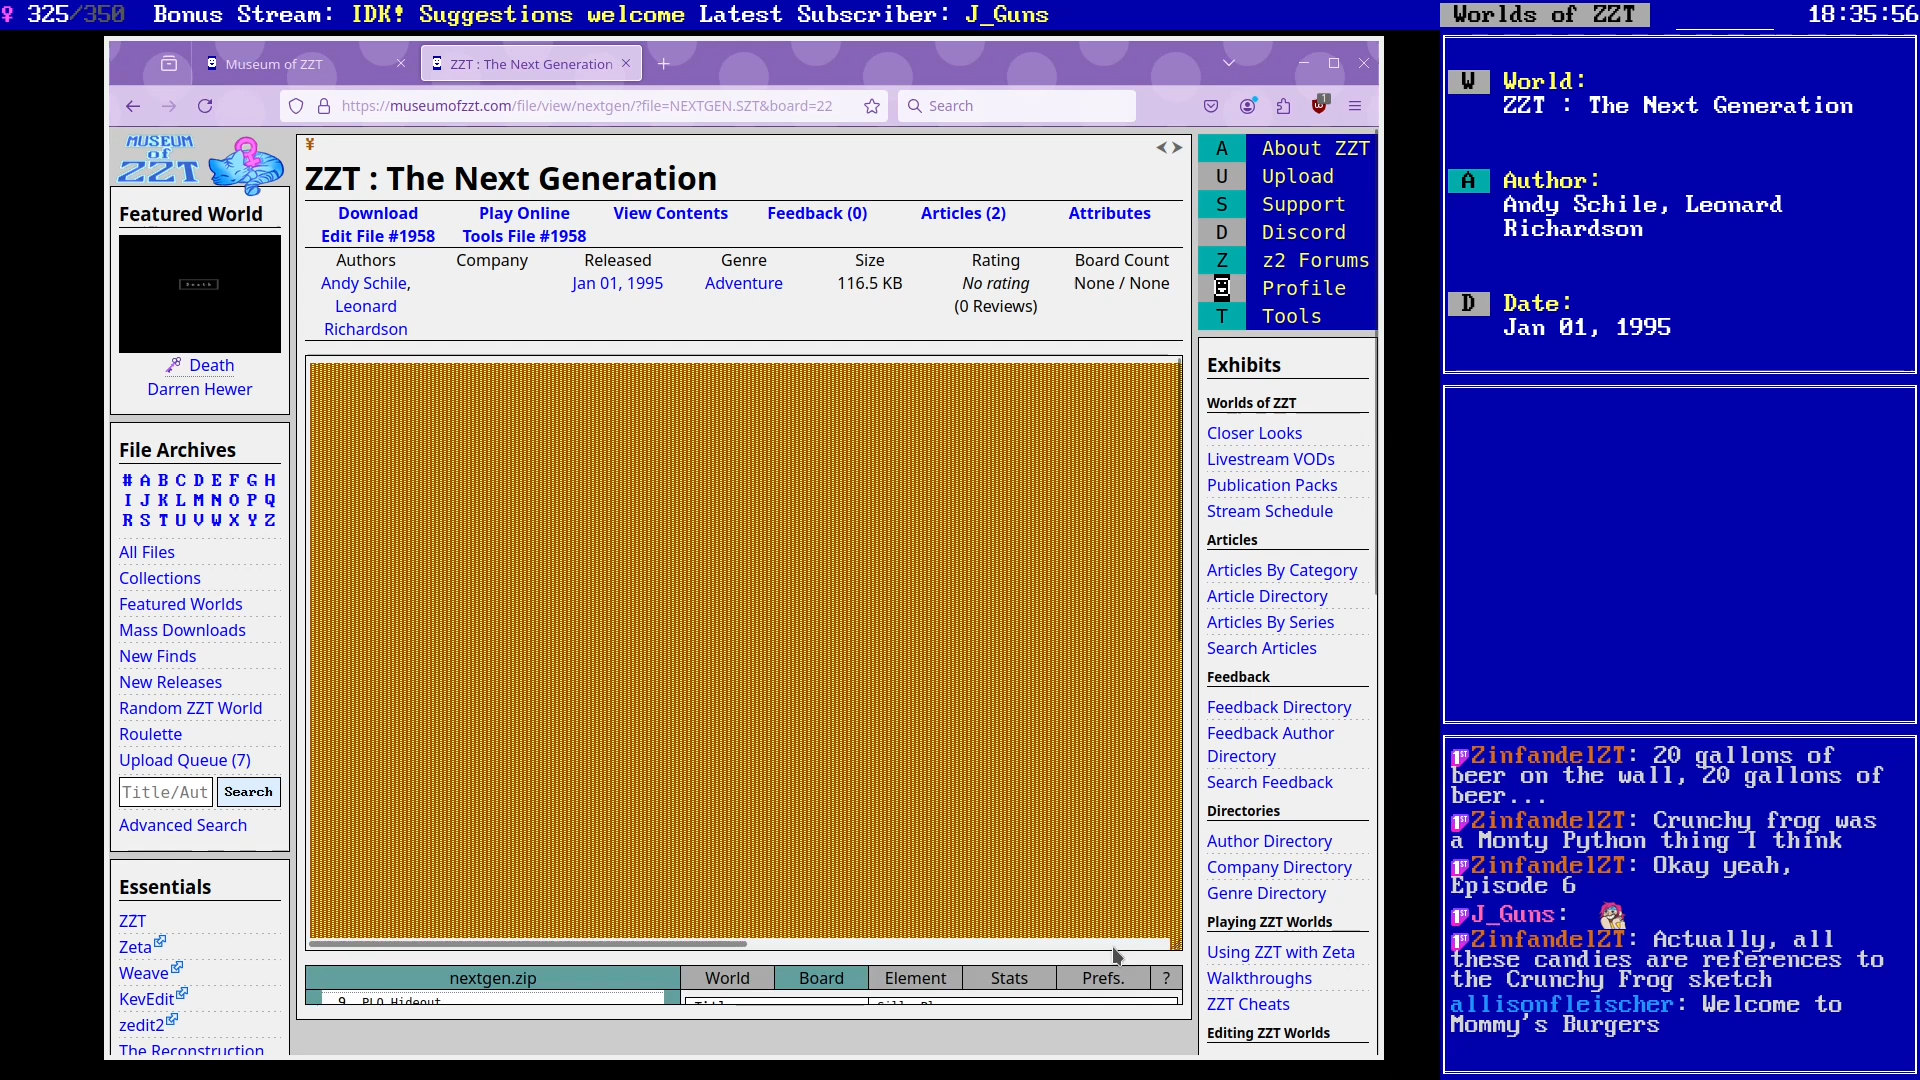 ♀ 325/350 Bonus Stream: IDK! Suggestions welcome Latest Subscriber: J_Guns
Worlds of ZZT
18:35:56
Museum of ZZT
ZZT : The Next Generation
https://museumofzzt.com/file/view/nextgen/?file=NEXTGEN.SZT&board=22
Search
1
MUSEUM
of
ZZT
Featured World
Death
Death
Darren Hewer
File Archives
# A B C D E F G H
I J K L M N O P Q
R S T U V W X Y Z
All Files
Collections
Featured Worlds
Mass Downloads
New Finds
New Releases
Random ZZT World
Roulette
Upload Queue (7)
Title/Aut
Search
Advanced Search
Essentials
ZZT
Zeta
Weave
KevEdit
zedit2
The Reconstruction
¥
ZZT : The Next Generation
Download Play Online View Contents Feedback (0) Articles (2) Attributes
Edit File #1958 Tools File #1958
Authors Company Released Genre Size Rating Board Count
Andy Schile, Jan 01, 1995 Adventure 116.5 KB No rating None / None
Leonard (0 Reviews)
Richardson
nextgen.zip World Board Element Stats Prefs. ?
9. PLO Hideout
A About ZZT
U Upload
S Support
D Discord
Z z2 Forums
Profile
T Tools
Exhibits
Worlds of ZZT
Closer Looks
Livestream VODs
Publication Packs
Stream Schedule
Articles
Articles By Category
Article Directory
Articles By Series
Search Articles
Feedback
Feedback Directory
Feedback Author
Directory
Search Feedback
Directories
Author Directory
Company Directory
Genre Directory
Playing ZZT Worlds
Using ZZT with Zeta
Walkthroughs
ZZT Cheats
Editing ZZT Worlds
W World:
ZZT : The Next Generation
A Author:
Andy Schile, Leonard
Richardson
D Date:
Jan 01, 1995
1ST ZinfandelZT: 20 gallons of
beer on the wall, 20 gallons of
beer...
1ST ZinfandelZT: Crunchy frog was
a Monty Python thing I think
1ST ZinfandelZT: Okay yeah,
Episode 6
1ST J_Guns:
1ST ZinfandelZT: Actually, all
these candies are references to
the Crunchy Frog sketch
allisonfleischer: Welcome to
Mommy's Burgers